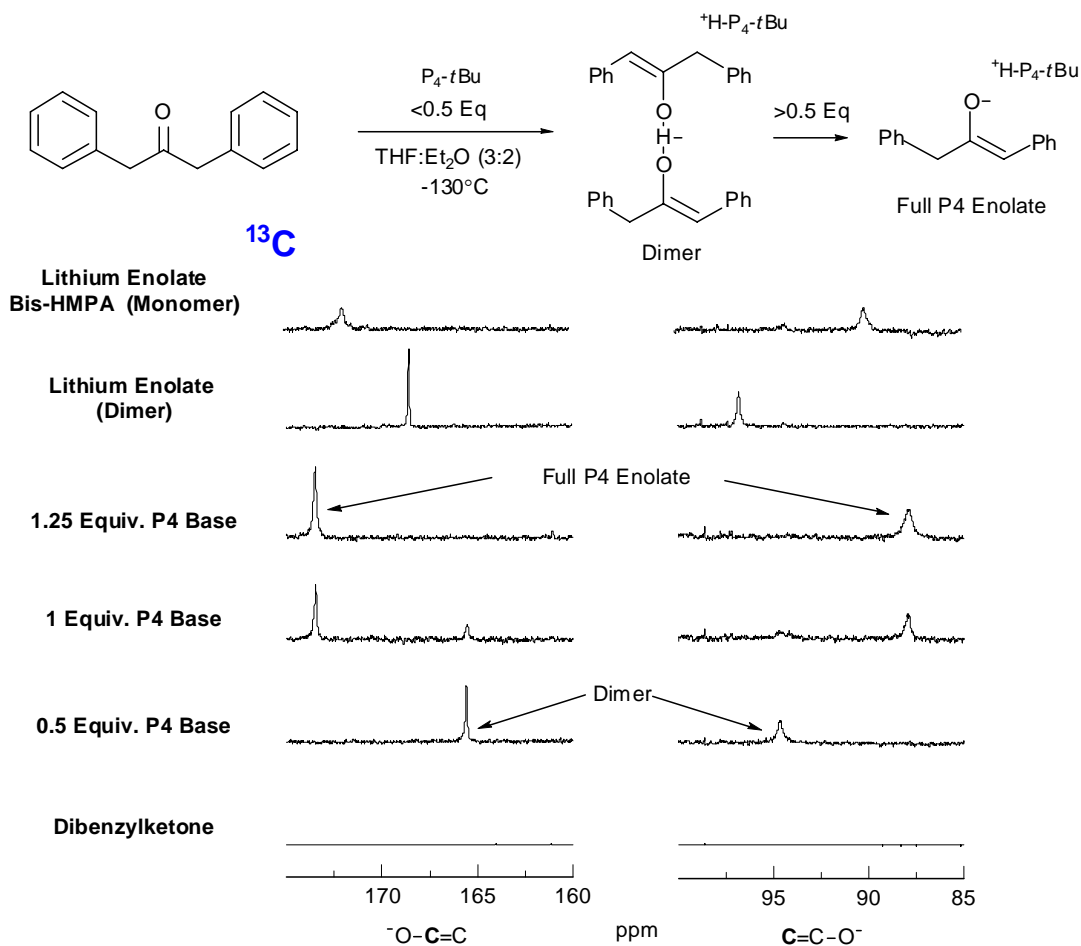 ⁺H-P₄-tBu
P₄-tBu
<0.5 Eq
THF:Et₂O (3:2)
-130°C
O
Ph
Ph
O
H–
O
Ph
Ph
Dimer
>0.5 Eq
⁺H-P₄-tBu
O–
Ph
Ph
Full P4 Enolate
¹³C
Lithium Enolate
Bis-HMPA (Monomer)
Lithium Enolate
(Dimer)
Full P4 Enolate
1.25 Equiv. P4 Base
1 Equiv. P4 Base
Dimer
0.5 Equiv. P4 Base
Dibenzylketone
170 165 160 95 90 85
⁻O–C=C ppm C=C–O⁻